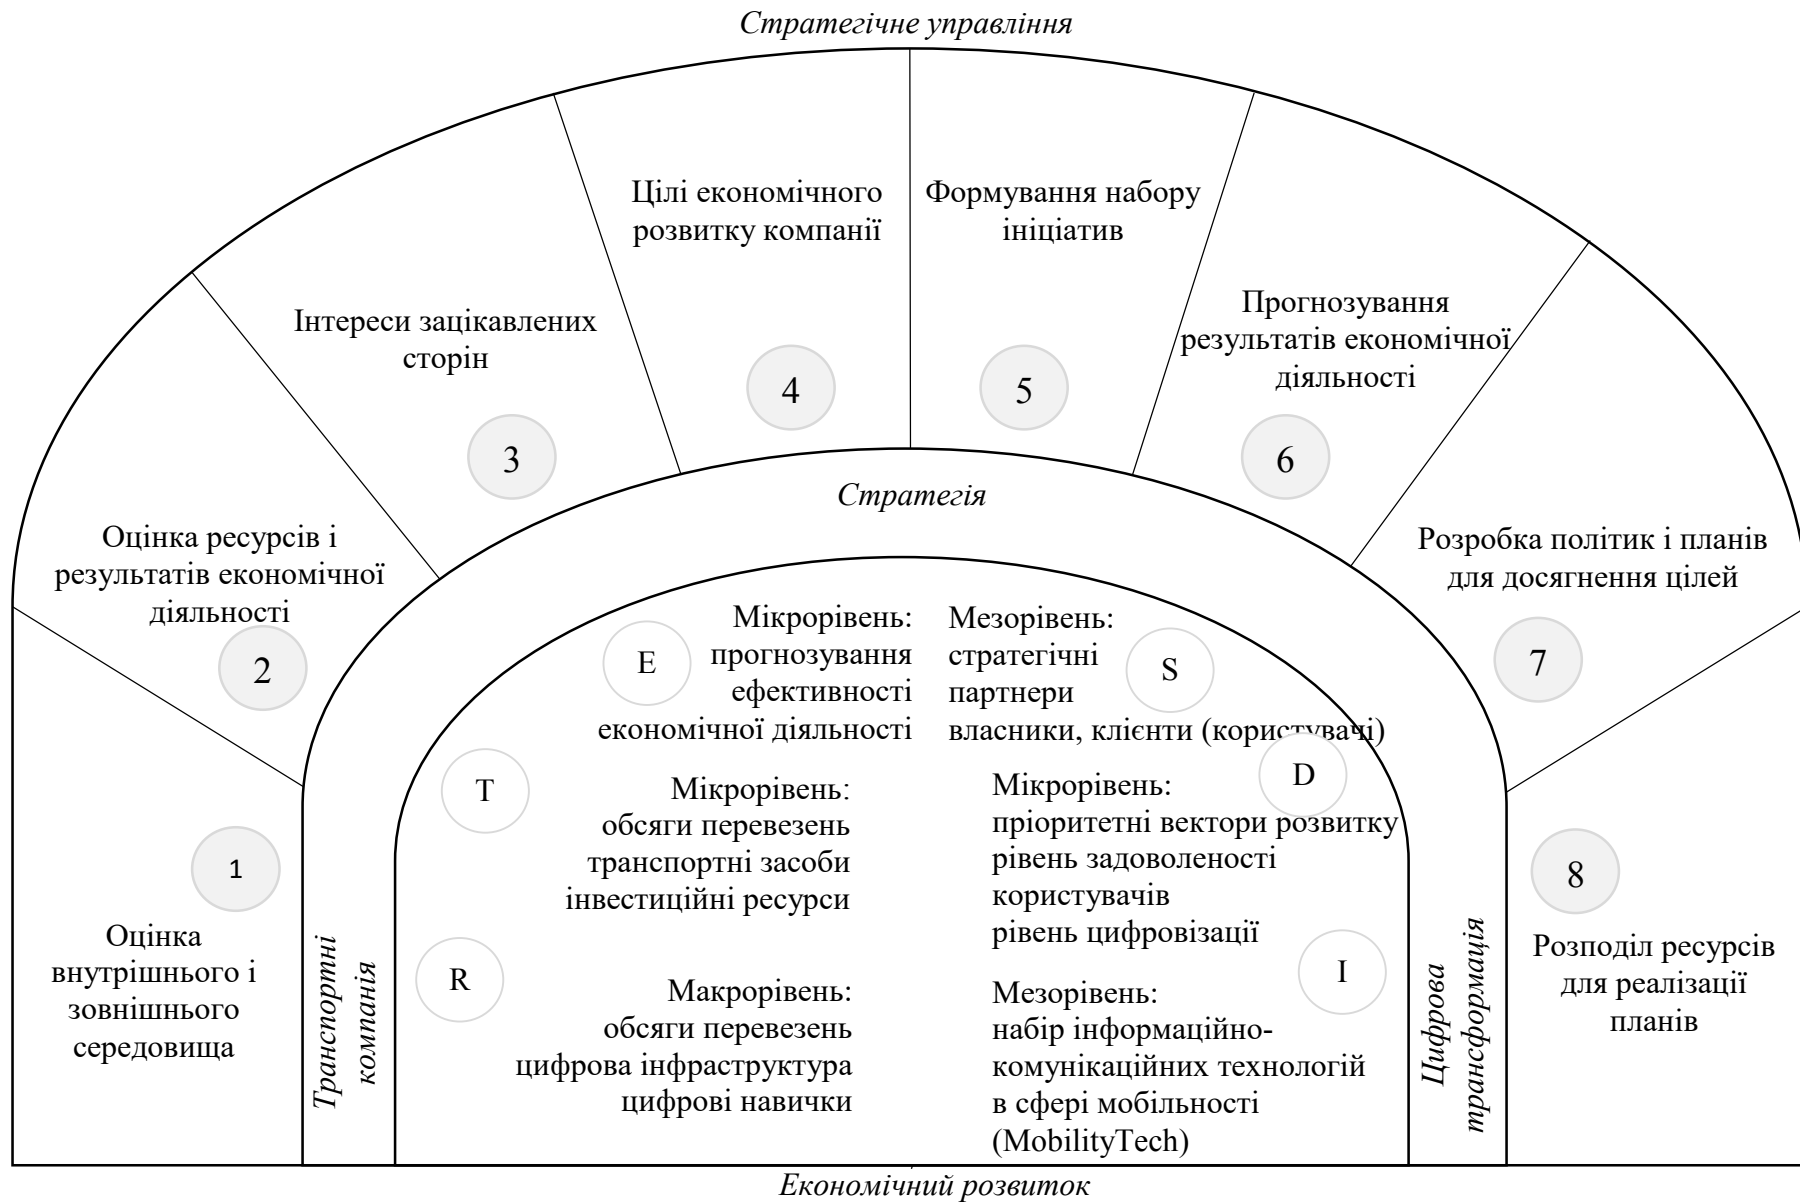 Стратегічне управління
Цілі економічного
розвитку компанії
4
Формування набору
ініціатив
5
Інтереси зацікавлених
сторін
3
Прогнозування
результатів економічної
діяльності
6
Оцінка ресурсів і
результатів економічної
діяльності
2
Розробка політик і планів
для досягнення цілей
7
1
Оцінка
внутрішнього і
зовнішнього
середовища
8
Розподіл ресурсів
для реалізації
планів
Стратегія
Транспортні
компанія
Цифрова
трансформація
E
Мікрорівень:
прогнозування
ефективності
економічної діяльності
Мезорівень:
стратегічні
партнери
власники, клієнти (користувачі)
S
T
Мікрорівень:
обсяги перевезень
транспортні засоби
інвестиційні ресурси
D
Мікрорівень:
пріоритетні вектори розвитку
рівень задоволеності
користувачів
рівень цифровізації
R
Макрорівень:
обсяги перевезень
цифрова інфраструктура
цифрові навички
I
Мезорівень:
набір інформаційно-
комунікаційних технологій
в сфері мобільності
(MobilityTech)
Економічний розвиток